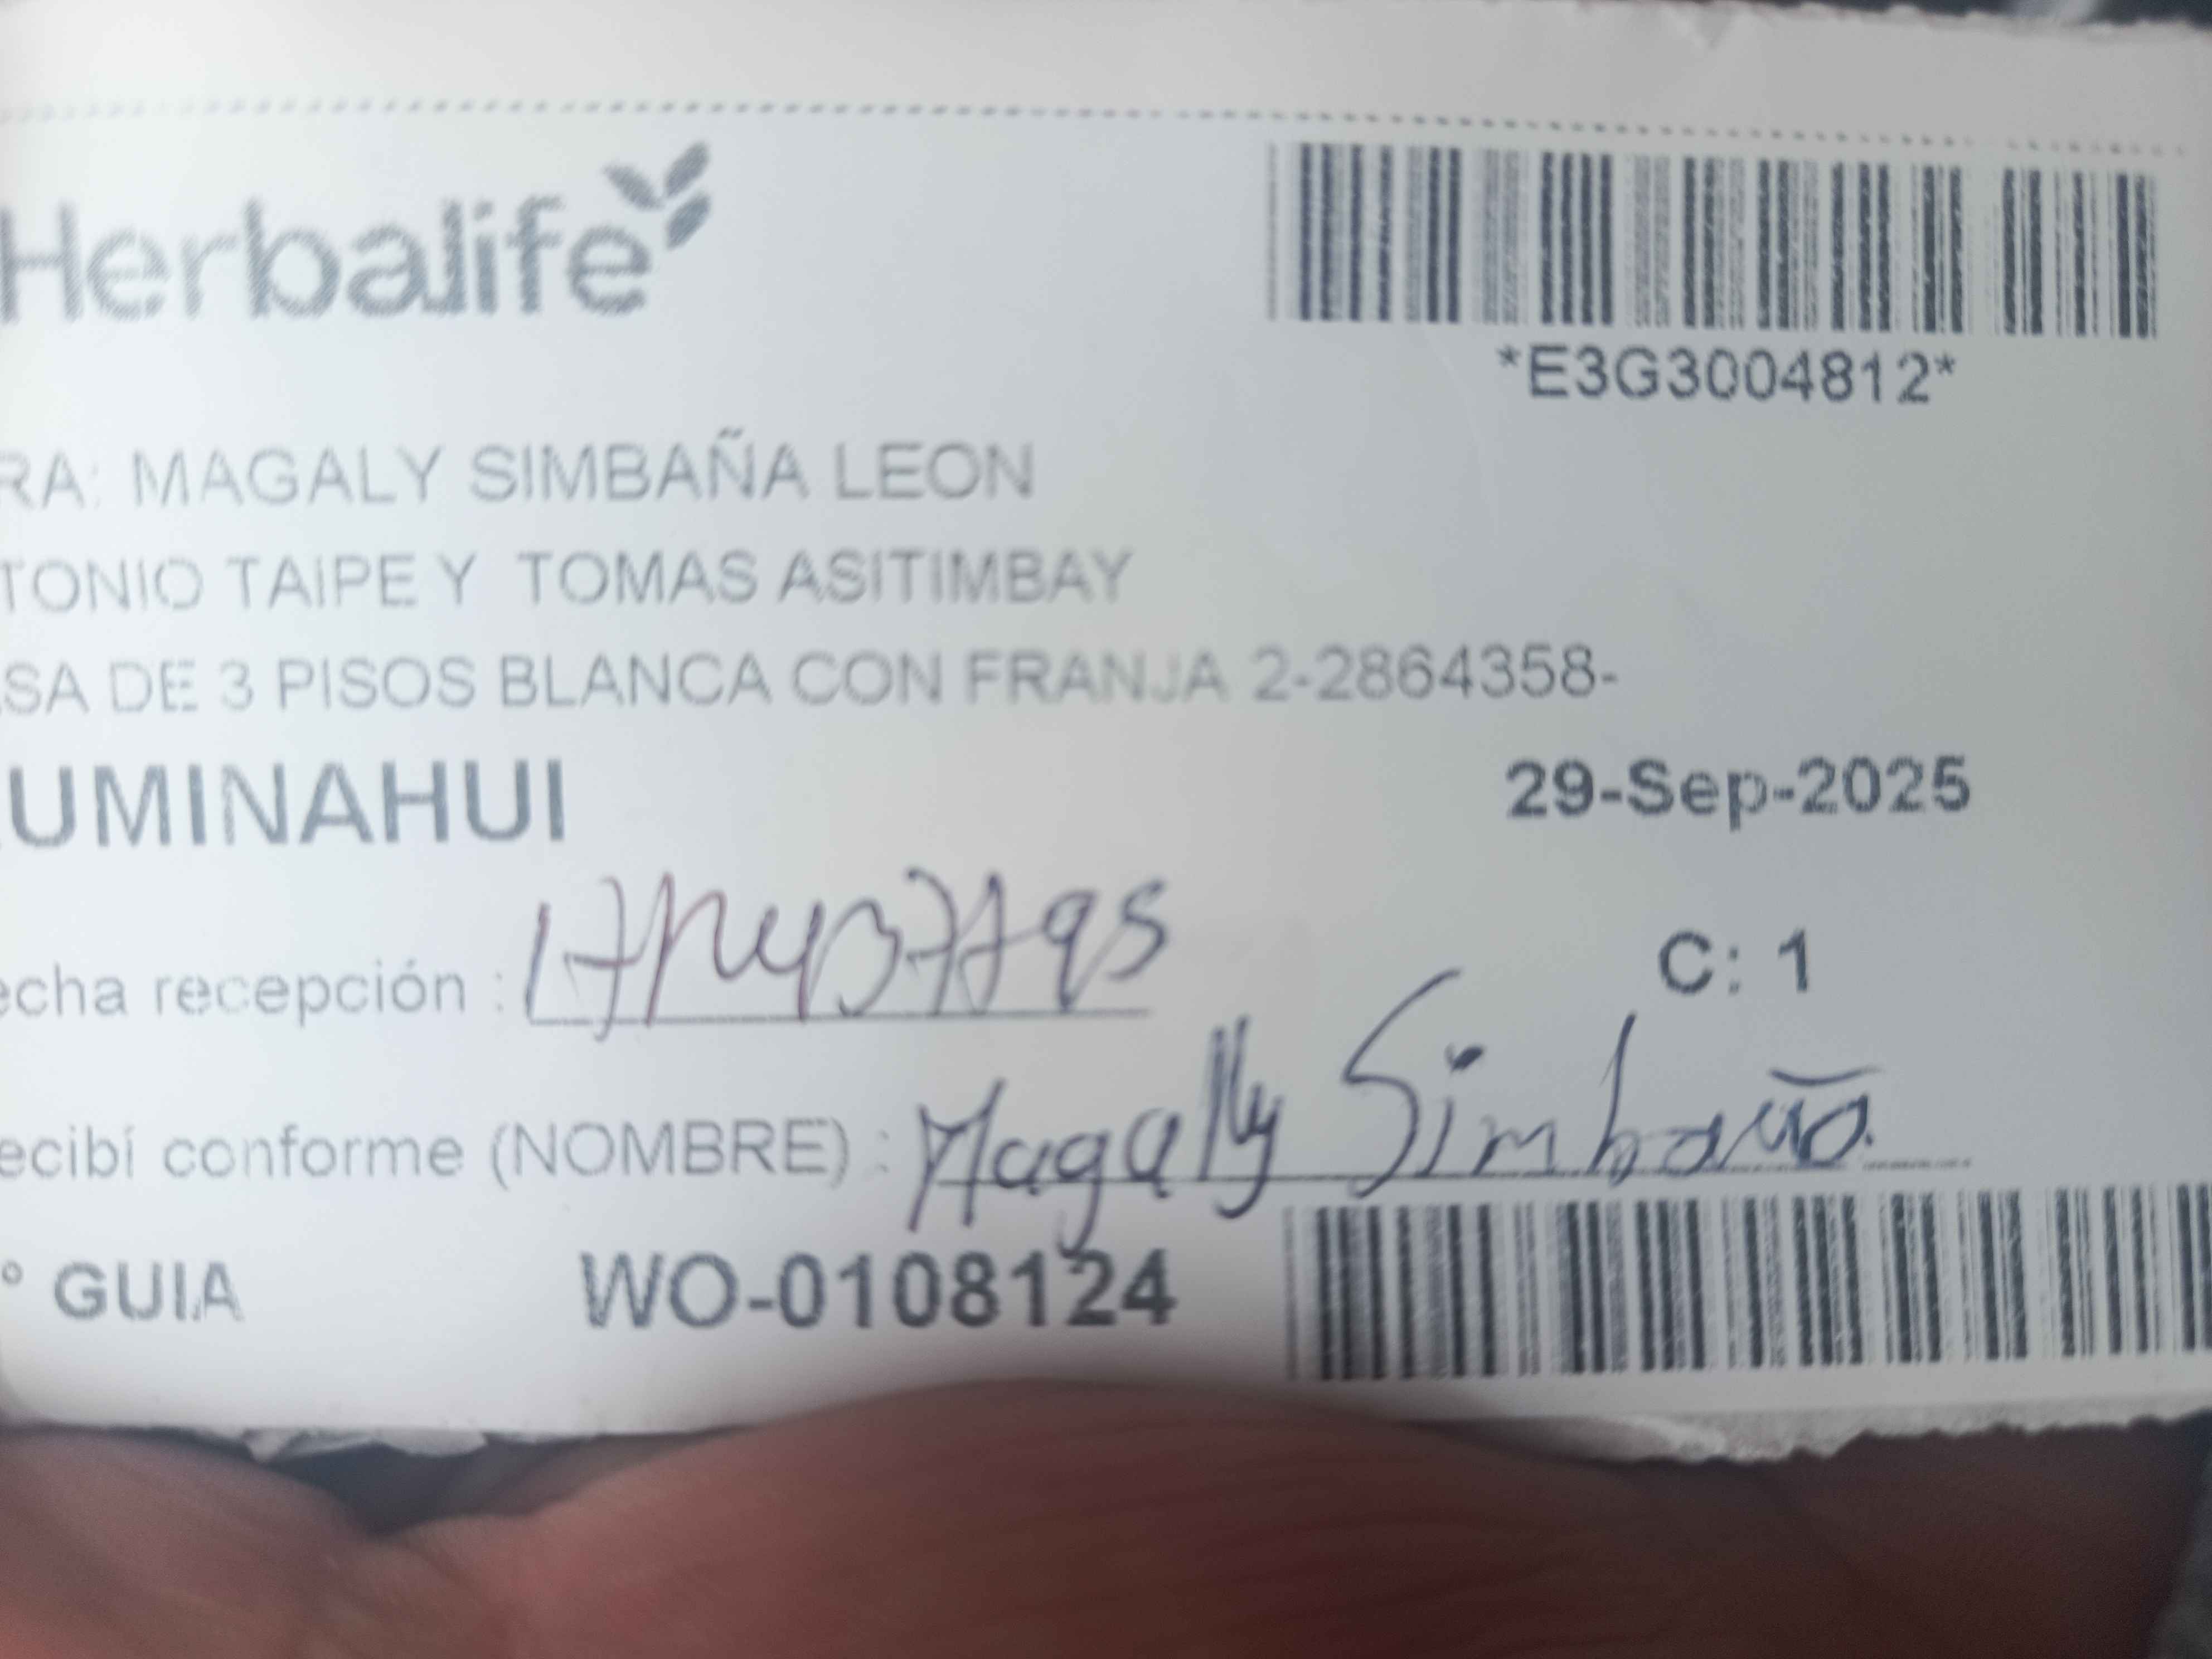 Herbalife
*E3G3004812*
RA: MAGALY SIMBAÑA LEON
TONIO TAIPE Y TOMAS ASITIMBAY
SA DE 3 PISOS BLANCA CON FRANJA 2-2864358-
UMINAHUI
29-Sep-2025
echa recepción :
C: 1
ecibí conforme (NOMBRE) : Magally Simbaña
° GUIA WO-0108124